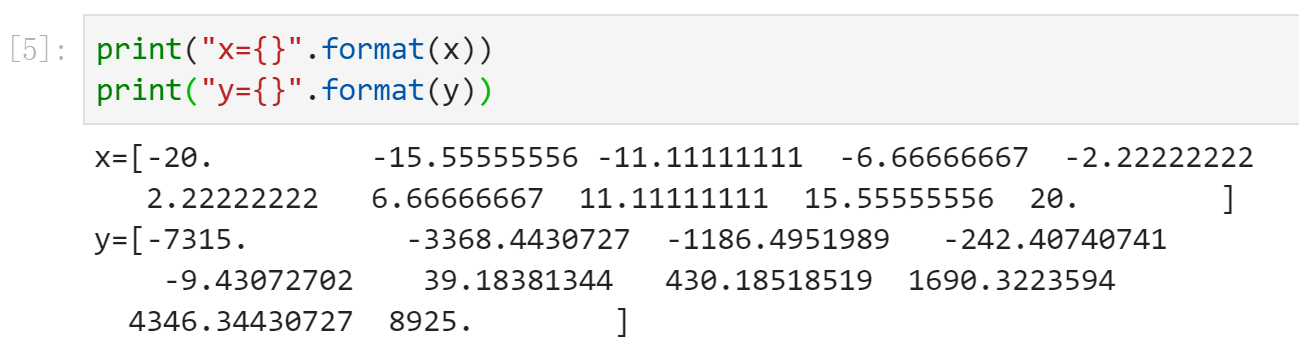 [5]: print("x={}".format(x))
print("y={}".format(y))
x=[-20.         -15.55555556 -11.11111111  -6.66666667  -2.22222222
   2.22222222   6.66666667  11.11111111  15.55555556  20.        ]
y=[-7315.         -3368.4430727  -1186.4951989   -242.40740741
    -9.43072702    39.18381344   430.18518519  1690.3223594
  4346.34430727  8925.        ]